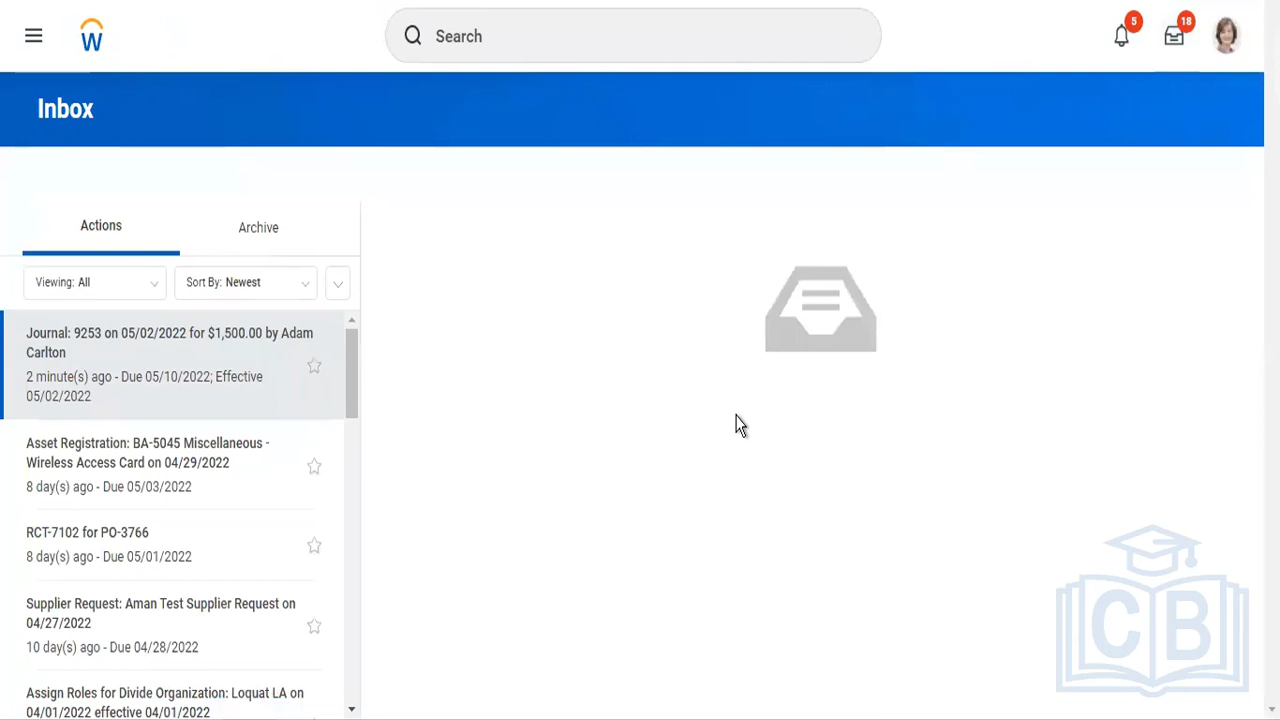 W
Search
5
18
Inbox
Actions
Archive
Viewing: All
Sort By: Newest
Journal: 9253 on 05/02/2022 for $1,500.00 by Adam
Carlton
2 minute(s) ago - Due 05/10/2022; Effective
05/02/2022
Asset Registration: BA-5045 Miscellaneous -
Wireless Access Card on 04/29/2022
8 day(s) ago - Due 05/03/2022
RCT-7102 for PO-3766
8 day(s) ago - Due 05/01/2022
Supplier Request: Aman Test Supplier Request on
04/27/2022
10 day(s) ago - Due 04/28/2022
Assign Roles for Divide Organization: Loquat LA on
04/01/2022 effective 04/01/2022
CB